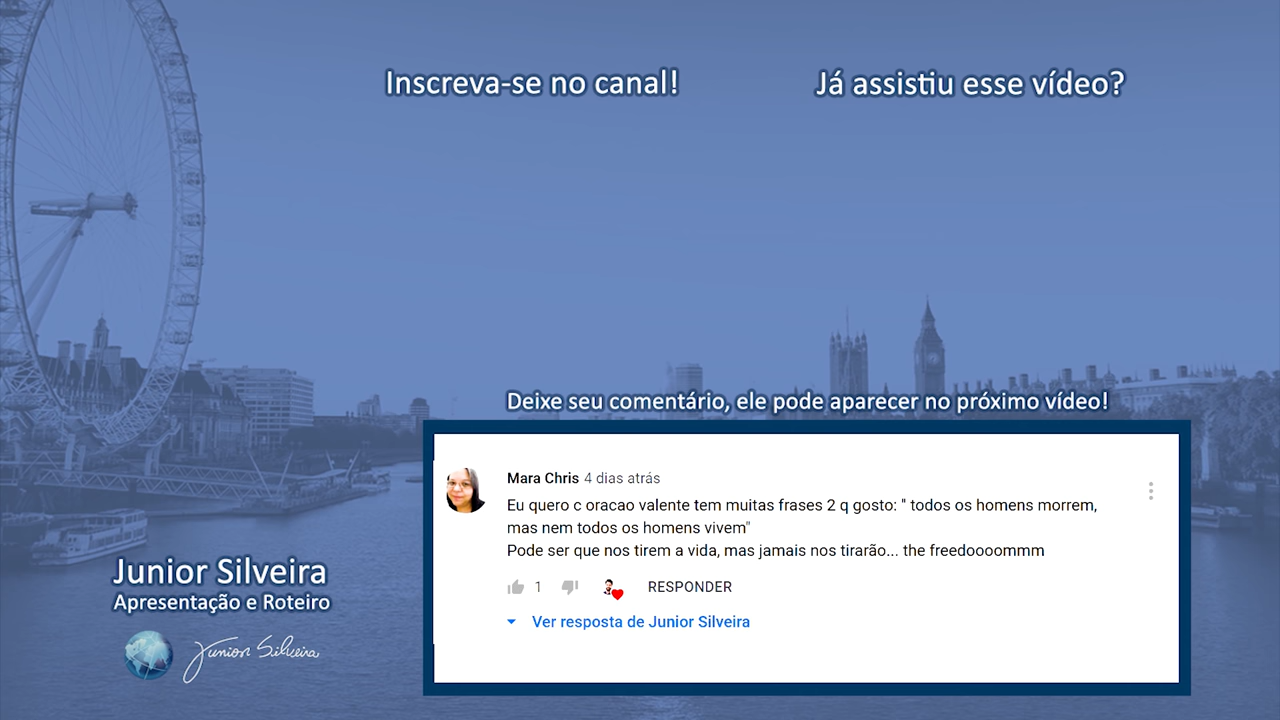 Inscreva-se no canal!
Já assistiu esse vídeo?
Deixe seu comentário, ele pode aparecer no próximo vídeo!
Mara Chris 4 dias atrás
Eu quero c oracao valente tem muitas frases 2 q gosto: " todos os homens morrem,
mas nem todos os homens vivem"
Pode ser que nos tirem a vida, mas jamais nos tirarão... the freedoooommm
1 RESPONDER
Ver resposta de Junior Silveira
Junior Silveira
Apresentação e Roteiro
Junior Silveira